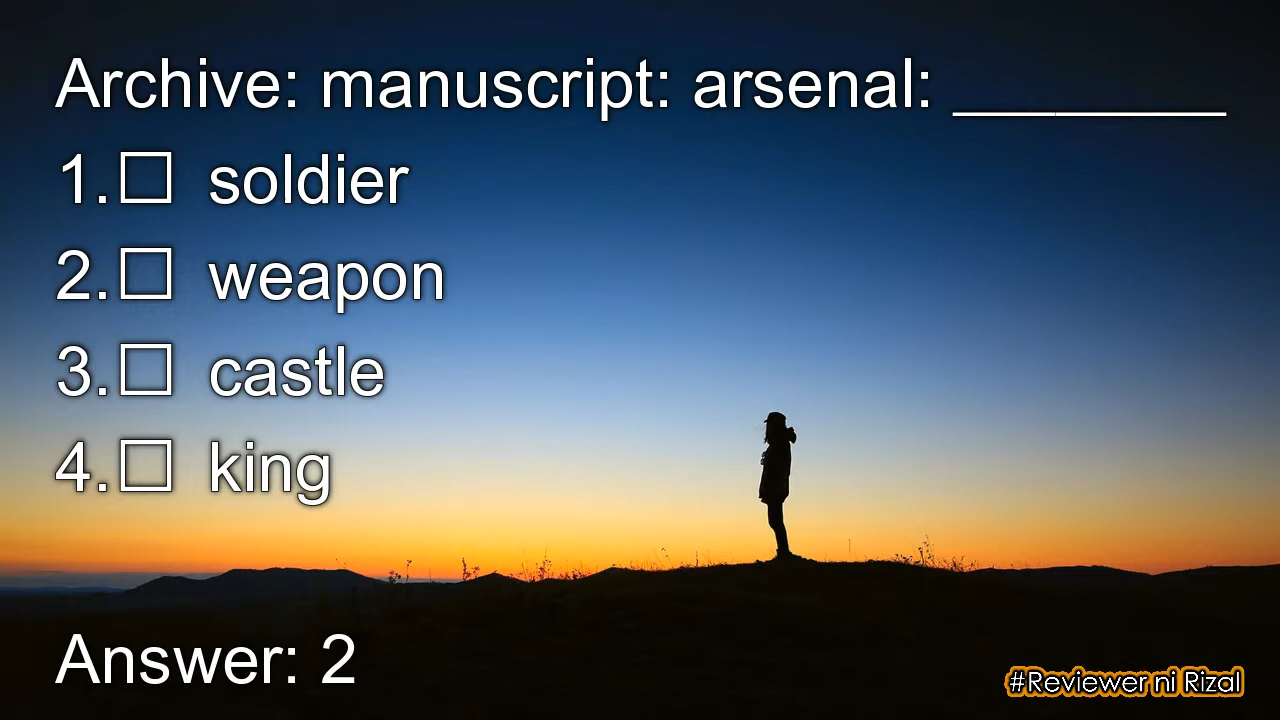 Archive: manuscript: arsenal: ________
1.☐ soldier
2.☐ weapon
3.☐ castle
4.☐ king
Answer: 2
#Reviewer ni Rizal